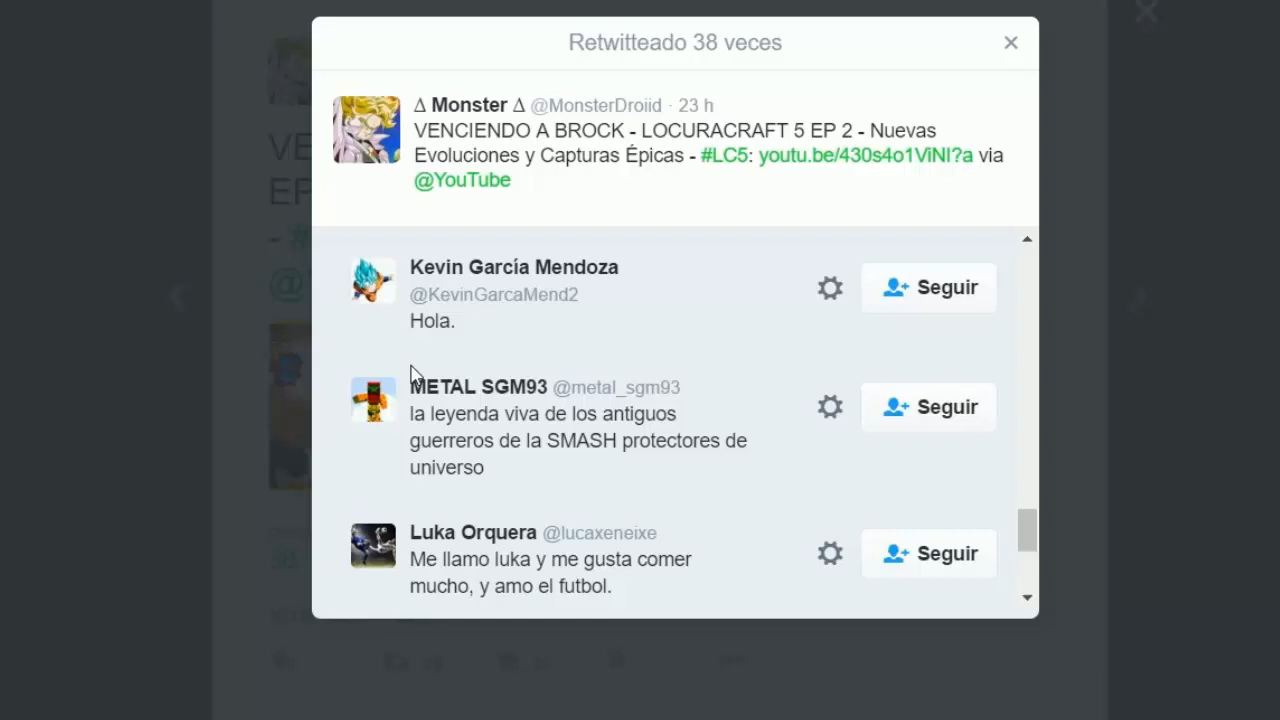 Retwitteado 38 veces
Δ Monster Δ @MonsterDroiid · 23 h
VENCIENDO A BROCK - LOCURACRAFT 5 EP 2 - Nuevas
Evoluciones y Capturas Épicas - #LC5: youtu.be/430s4o1ViNI?a via
@YouTube
Kevin García Mendoza
@KevinGarcaMend2
Hola.
Seguir
METAL SGM93 @metal_sgm93
la leyenda viva de los antiguos
guerreros de la SMASH protectores de
universo
Seguir
Luka Orquera @lucaxeneixe
Me llamo luka y me gusta comer
mucho, y amo el futbol.
Seguir
VE
EP
- #
@